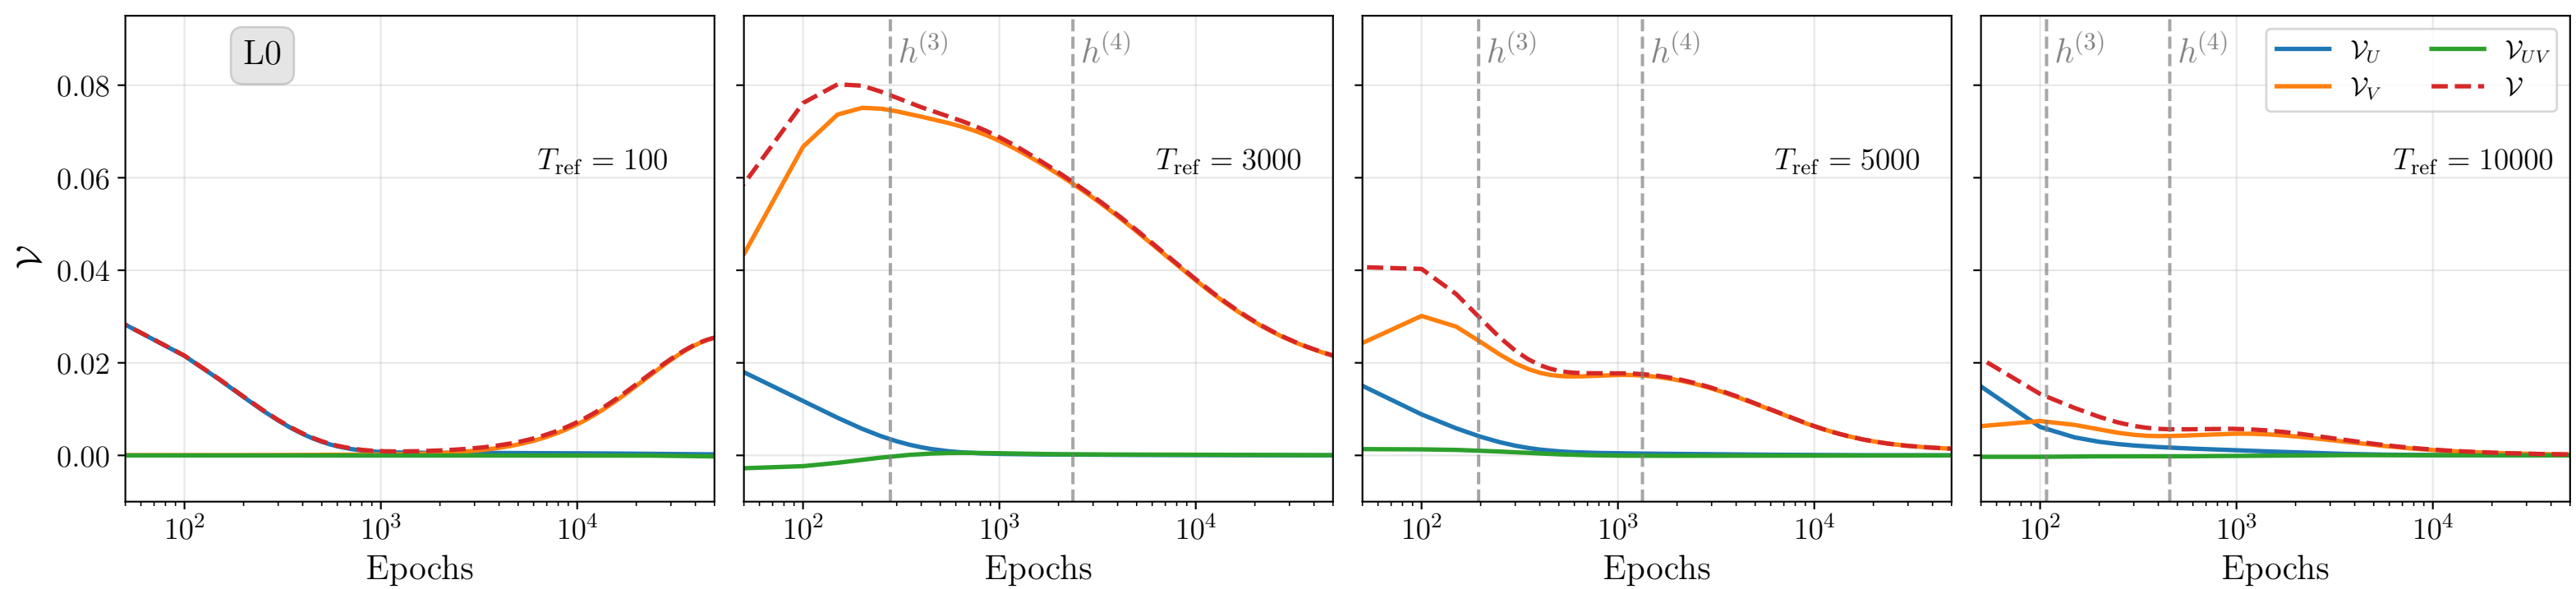 L0
h^(3) h^(4)
h^(3) h^(4)
h^(3) h^(4)
𝒱_U 𝒱_UV
𝒱_V 𝒱
T_ref = 100
T_ref = 3000
T_ref = 5000
T_ref = 10000
𝒱
0.08
0.06
0.04
0.02
0.00
10^2 10^3 10^4
10^2 10^3 10^4
10^2 10^3 10^4
10^2 10^3 10^4
Epochs
Epochs
Epochs
Epochs